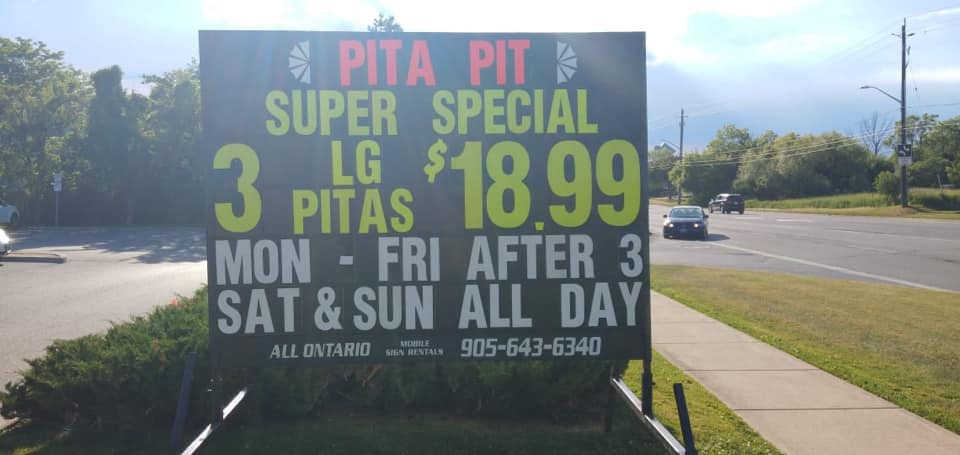 PITA PIT
SUPER SPECIAL
3 LG PITAS $18.99
MON - FRI AFTER 3
SAT & SUN ALL DAY
ALL ONTARIO MOBILE SIGN RENTALS 905-643-6340